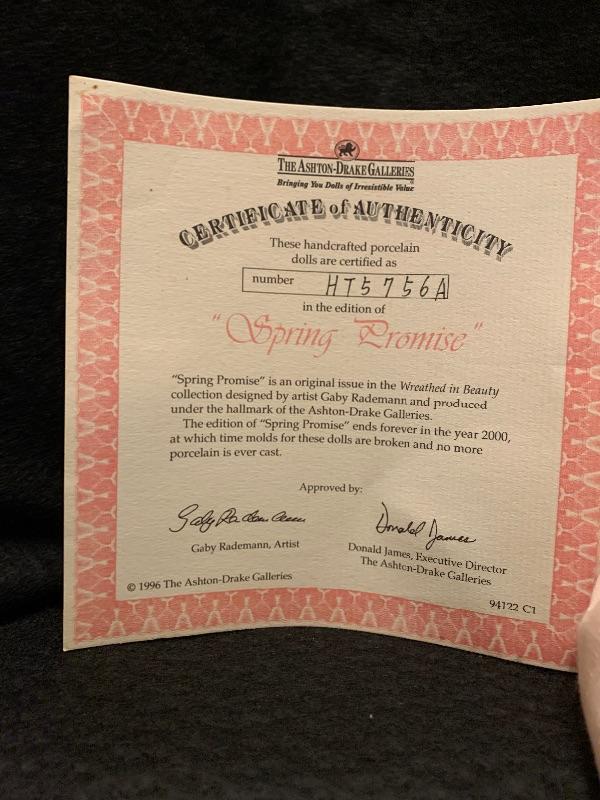 THE ASHTON-DRAKE GALLERIES
Bringing You Dolls of Irresistible Value
CERTIFICATE of AUTHENTICITY
These handcrafted porcelain
dolls are certified as
number HT5756A
in the edition of
"Spring Promise"
"Spring Promise" is an original issue in the Wreathed in Beauty
collection designed by artist Gaby Rademann and produced
under the hallmark of the Ashton-Drake Galleries.
The edition of "Spring Promise" ends forever in the year 2000,
at which time molds for these dolls are broken and no more
porcelain is ever cast.
Approved by:
Gaby Rademann
Donald James
Gaby Rademann, Artist
Donald James, Executive Director
The Ashton-Drake Galleries
© 1996 The Ashton-Drake Galleries
94122 C1